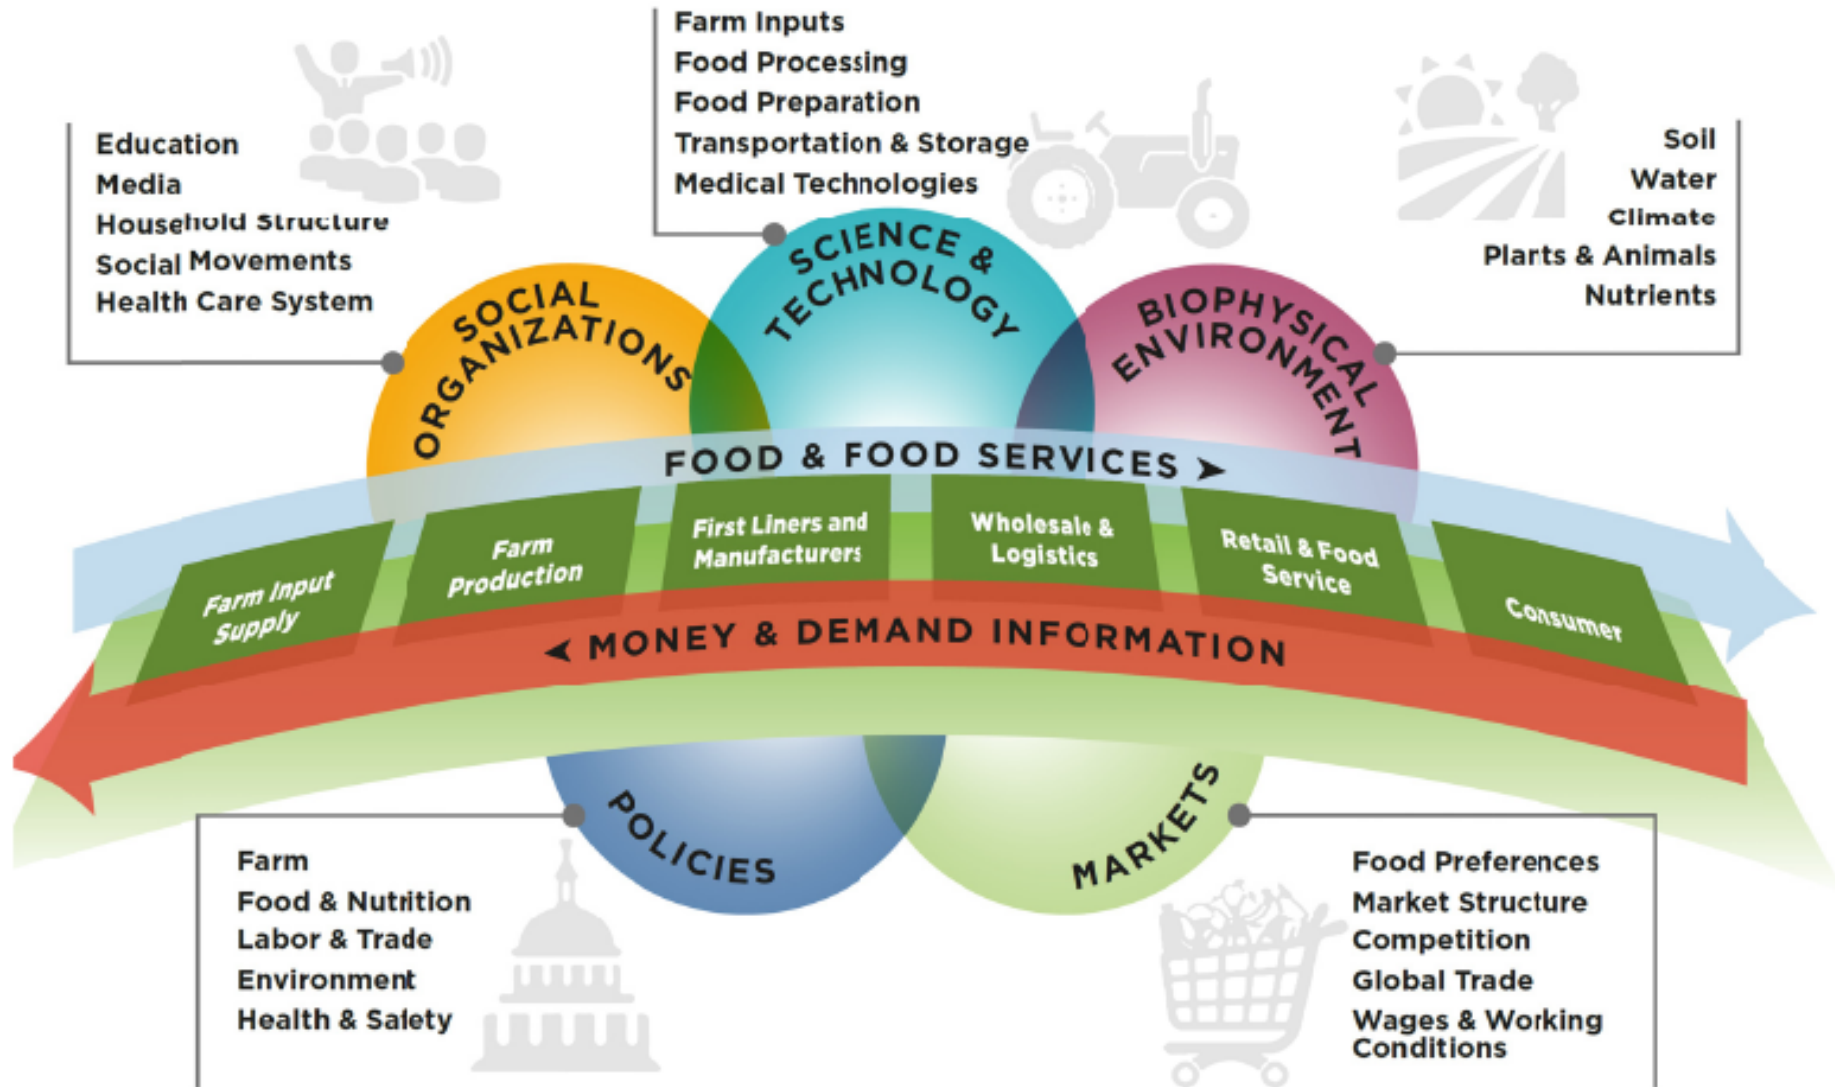 Farm Inputs
Food Processing
Food Preparation
Transportation & Storage
Medical Technologies
Education
Media
Household Structure
Social Movements
Health Care System
Soil
Water
Climate
Plants & Animals
Nutrients
SOCIAL
ORGANIZATIONS
SCIENCE &
TECHNOLOGY
BIOPHYSICAL
ENVIRONMENT
FOOD & FOOD SERVICES ➤
Farm Input
Supply
Farm
Production
First Liners and
Manufacturers
Wholesale &
Logistics
Retail & Food
Service
Consumer
◄ MONEY & DEMAND INFORMATION
POLICIES
MARKETS
Farm
Food & Nutrition
Labor & Trade
Environment
Health & Safety
Food Preferences
Market Structure
Competition
Global Trade
Wages & Working
Conditions